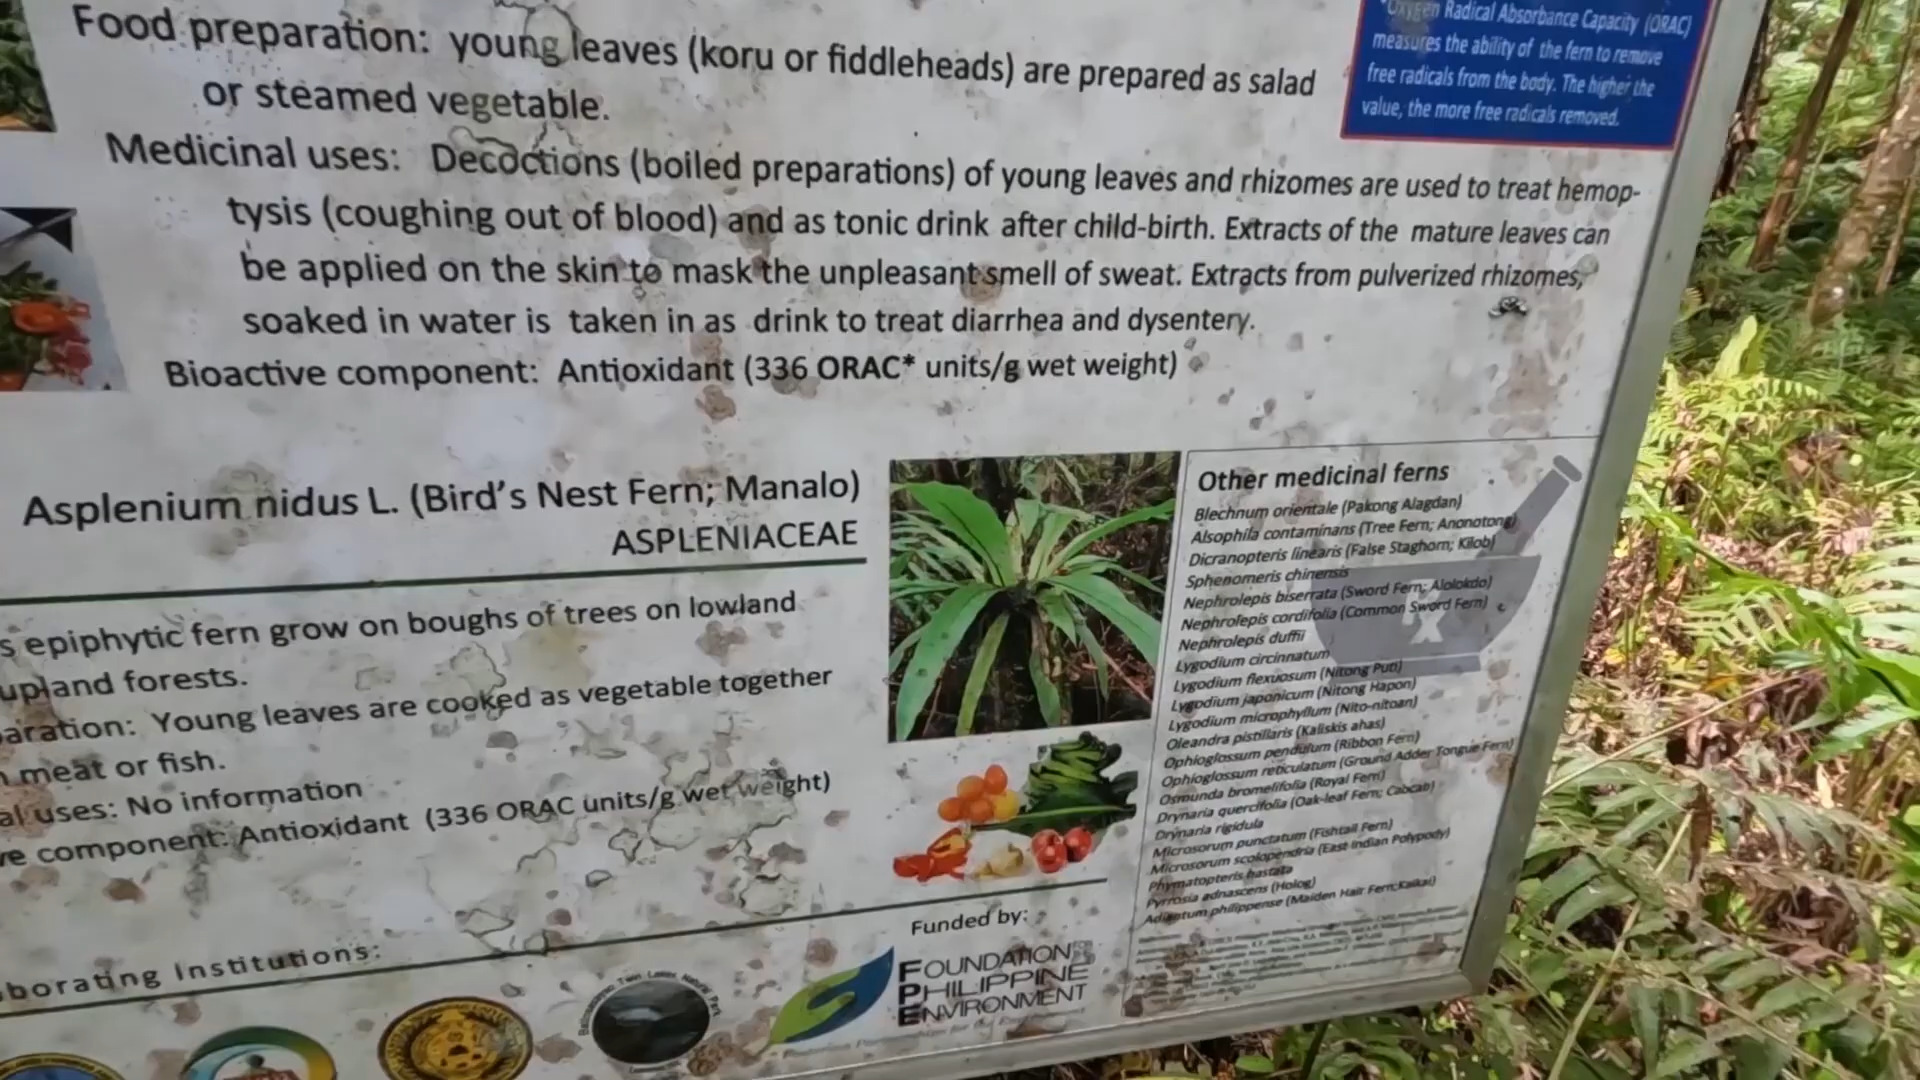 Food preparation: young leaves (koru or fiddleheads) are prepared as salad
or steamed vegetable.
Medicinal uses: Decoctions (boiled preparations) of young leaves and rhizomes are used to treat hemop-
tysis (coughing out of blood) and as tonic drink after child-birth. Extracts of the mature leaves can
be applied on the skin to mask the unpleasant smell of sweat. Extracts from pulverized rhizomes,
soaked in water is taken in as drink to treat diarrhea and dysentery.
Bioactive component: Antioxidant (336 ORAC* units/g wet weight)
*Oxygen Radical Absorbance Capacity (ORAC)
measures the ability of the fern to remove
free radicals from the body. The higher the
value, the more free radicals removed.
Asplenium nidus L. (Bird's Nest Fern; Manalo)
ASPLENIACEAE
s epiphytic fern grow on boughs of trees on lowland
upland forests.
aration: Young leaves are cooked as vegetable together
meat or fish.
al uses: No information
ve component: Antioxidant (336 ORAC units/g wet weight)
Other medicinal ferns
Blechnum orientale (Pakong Alagdan)
Alsophila contaminans (Tree Fern; Anonotong)
Dicranopteris linearis (False Staghorn; Kilob)
Sphenomeris chinensis
Nephrolepis biserrata (Sword Fern; Alolokdo)
Nephrolepis cordifolia (Common Sword Fern)
Nephrolepis duffii
Lygodium circinnatum
Lygodium flexuosum (Nitong Puti)
Lygodium japonicum (Nitong Hapon)
Lygodium microphyllum (Nito-nitoan)
Oleandra pistillaris (Kaliskis ahas)
Ophioglossum pendulum (Ribbon Fern)
Ophioglossum reticulatum (Ground Adder Tongue Fern)
Osmunda bromelifolia (Royal Fern)
Drynaria quercifolia (Oak-leaf Fern; Cabcab)
Drynaria rigidula
Microsorum punctatum (Fishtail Fern)
Microsorum scolopendria (East Indian Polypody)
Phymatopteris hastata
Pyrrosia adnascens (Holog)
Adiantum philippense (Maiden Hair Fern;Kaikai)
borating Institutions:
Funded by:
FOUNDATION FOR THE
PHILIPPINE
ENVIRONMENT
Balinsasayao Twin Lakes Natural Park